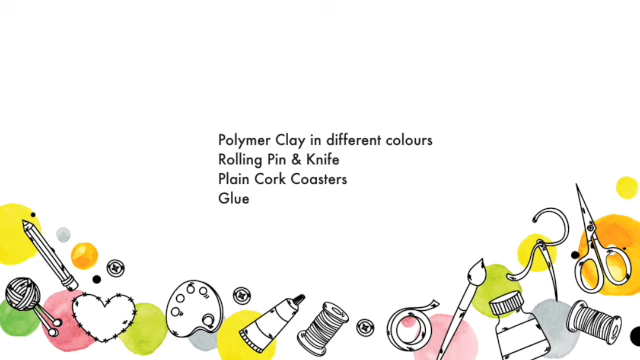 Polymer Clay in different colours
Rolling Pin & Knife
Plain Cork Coasters
Glue